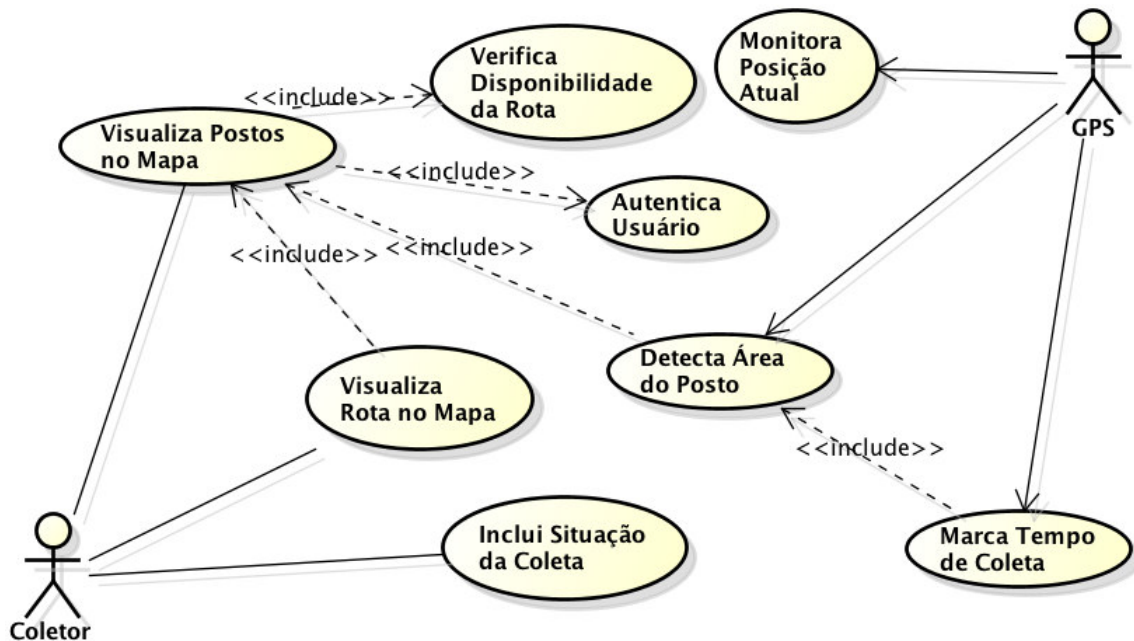 Verifica
Disponibilidade
da Rota
Monitora
Posição
Atual
GPS
<<include>>
Visualiza Postos
no Mapa
<<include>>
Autentica
Usuário
<<include>>
<<include>>
Detecta Área
do Posto
Visualiza
Rota no Mapa
<<include>>
Inclui Situação
da Coleta
Marca Tempo
de Coleta
Coletor